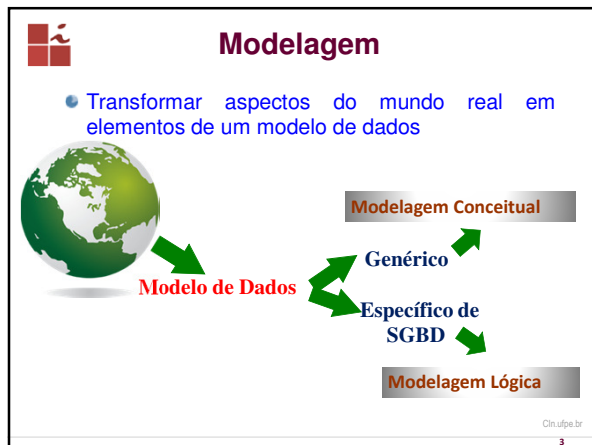 Modelagem
Transformar aspectos do mundo real em
elementos de um modelo de dados
Modelagem Conceitual
Genérico
Modelo de Dados
Específico de
SGBD
Modelagem Lógica
CIn.ufpe.br
3